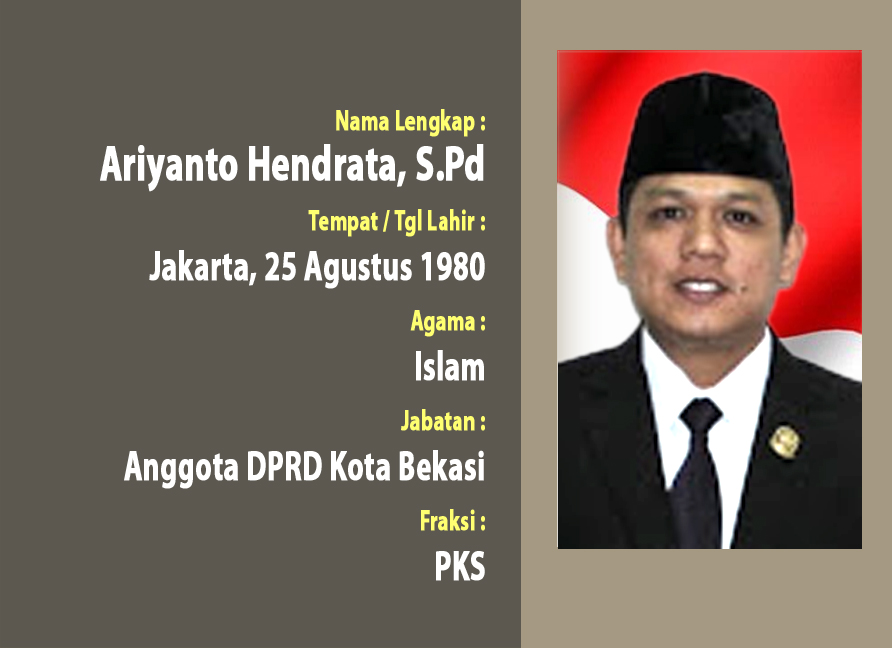 Nama Lengkap :
Ariyanto Hendrata, S.Pd
Tempat / Tgl Lahir :
Jakarta, 25 Agustus 1980
Agama :
Islam
Jabatan :
Anggota DPRD Kota Bekasi
Fraksi :
PKS